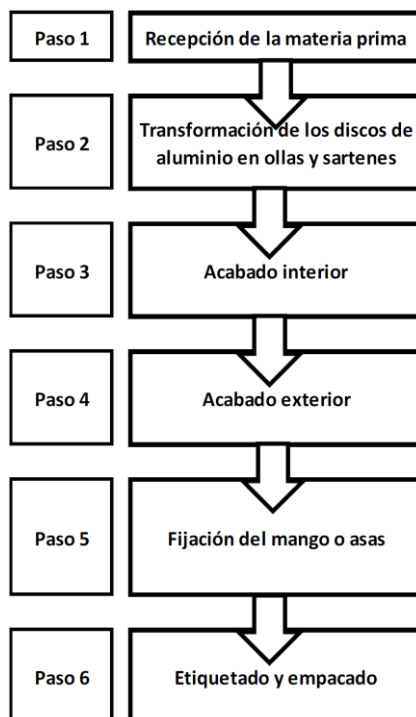 Paso 1
Recepción de la materia prima
Paso 2
Transformación de los discos de
aluminio en ollas y sartenes
Paso 3
Acabado interior
Paso 4
Acabado exterior
Paso 5
Fijación del mango o asas
Paso 6
Etiquetado y empacado